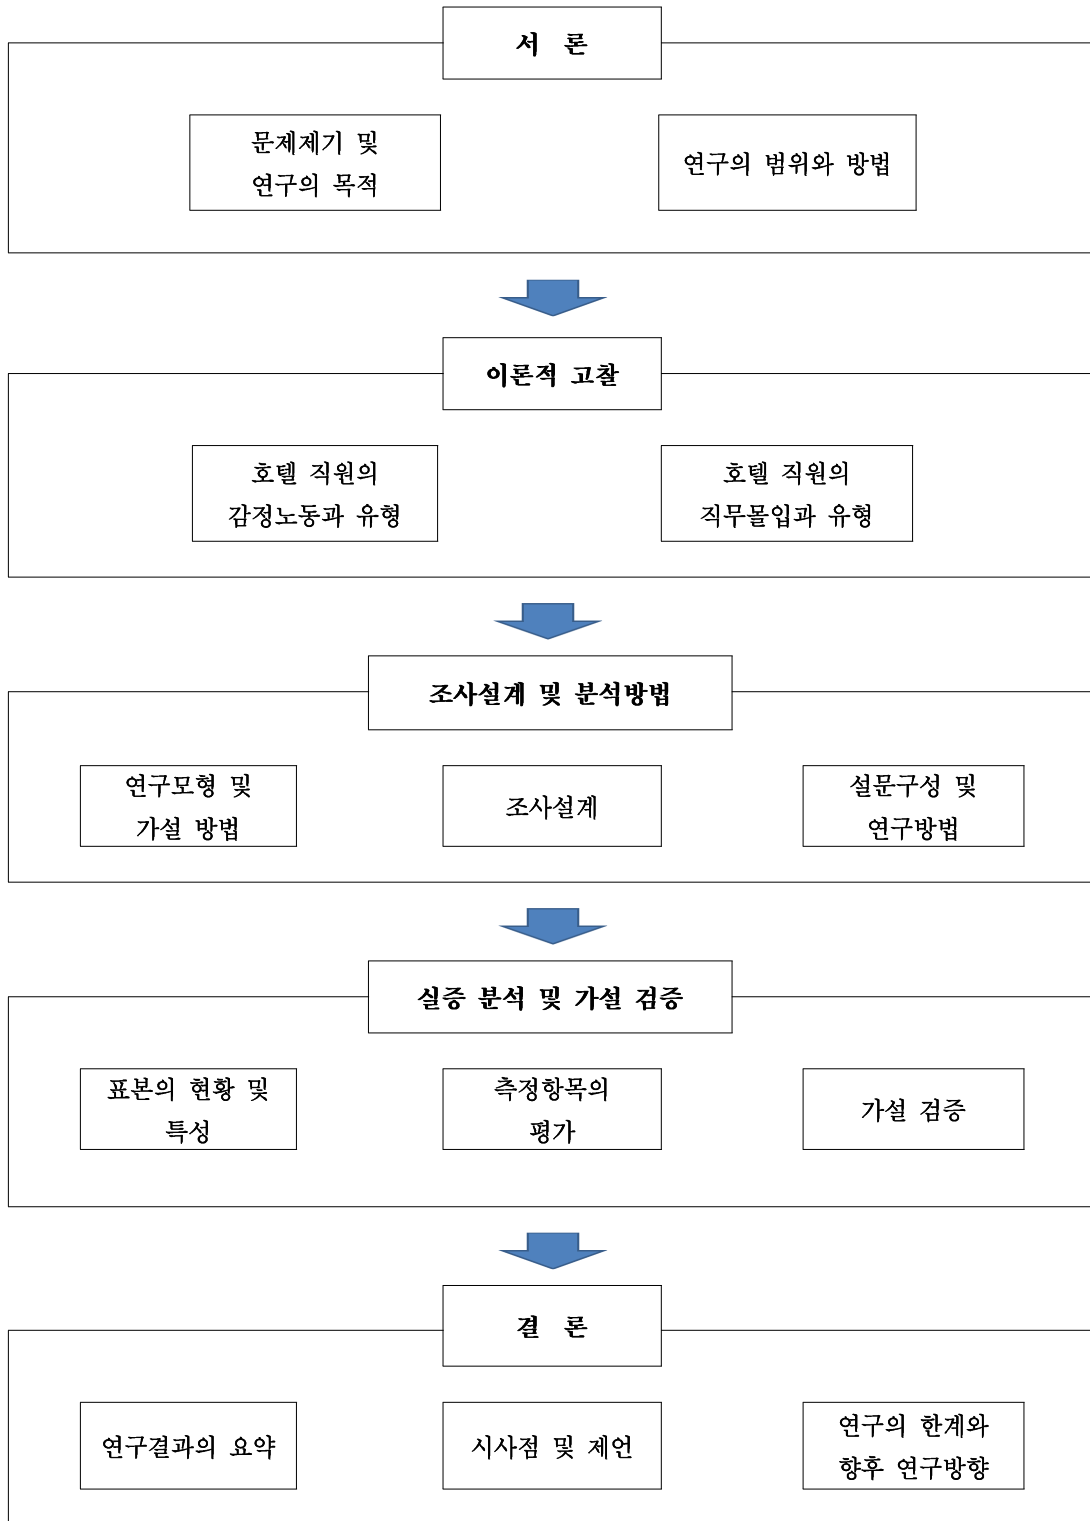 서 론
문제제기 및
연구의 목적
연구의 범위와 방법
이론적 고찰
호텔 직원의
감정노동과 유형
호텔 직원의
직무몰입과 유형
조사설계 및 분석방법
연구모형 및
가설 방법
조사설계
설문구성 및
연구방법
실증 분석 및 가설 검증
표본의 현황 및
특성
측정항목의
평가
가설 검증
결 론
연구결과의 요약
시사점 및 제언
연구의 한계와
향후 연구방향